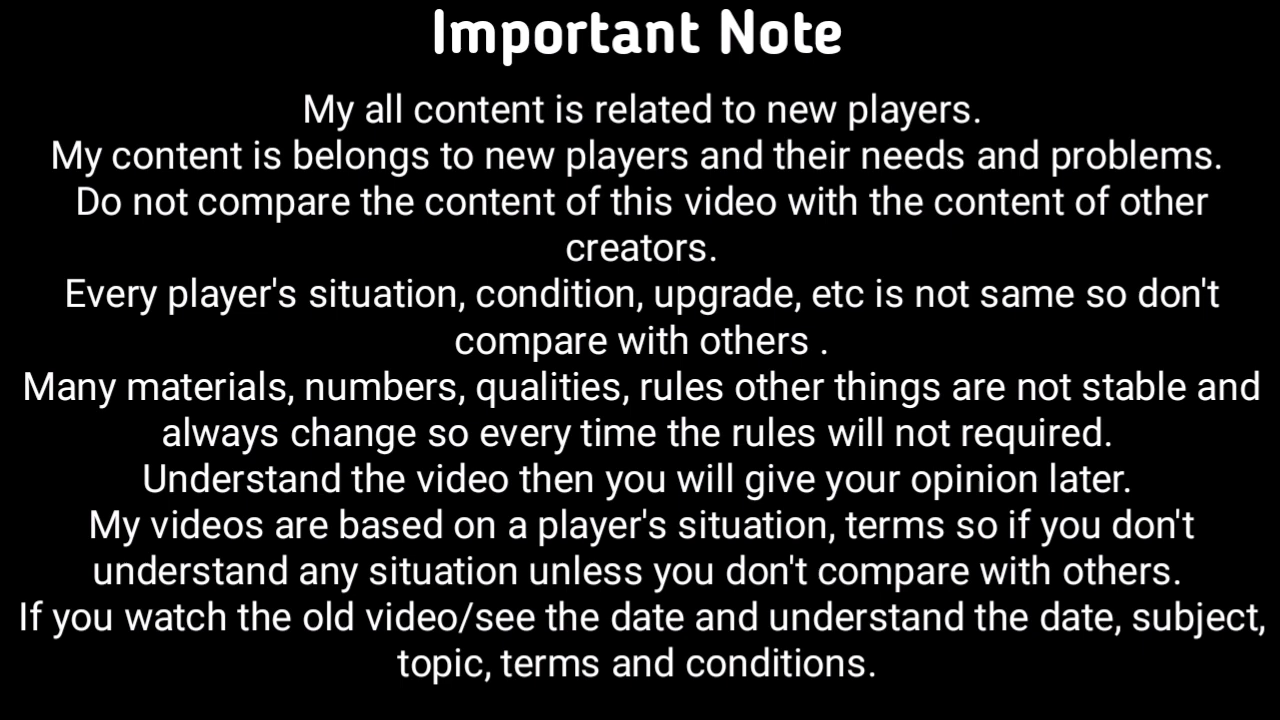 Important Note
My all content is related to new players.
My content is belongs to new players and their needs and problems.
Do not compare the content of this video with the content of other
creators.
Every player's situation, condition, upgrade, etc is not same so don't
compare with others .
Many materials, numbers, qualities, rules other things are not stable and
always change so every time the rules will not required.
Understand the video then you will give your opinion later.
My videos are based on a player's situation, terms so if you don't
understand any situation unless you don't compare with others.
If you watch the old video/see the date and understand the date, subject,
topic, terms and conditions.